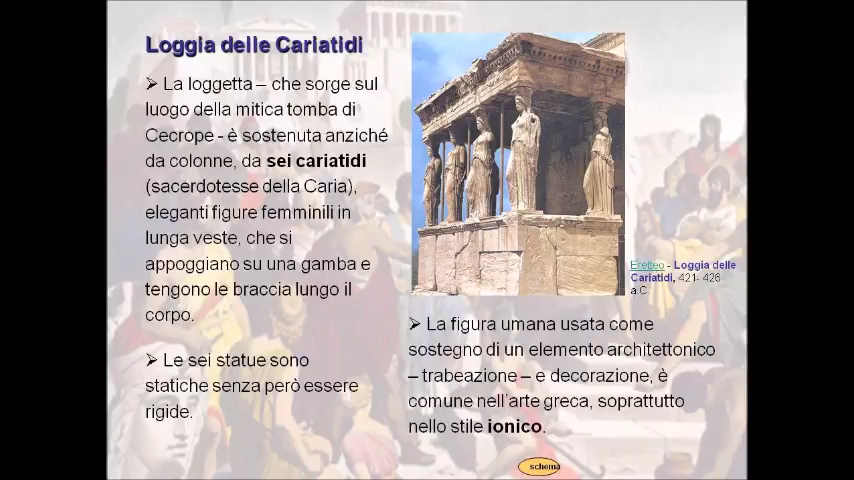 Loggia delle Cariatidi
➢ La loggetta – che sorge sul
luogo della mitica tomba di
Cecrope - è sostenuta anziché
da colonne, da sei cariatidi
(sacerdotesse della Caria),
eleganti figure femminili in
lunga veste, che si
appoggiano su una gamba e
tengono le braccia lungo il
corpo.
➢ Le sei statue sono
statiche senza però essere
rigide.
Eretteo - Loggia delle
Cariatidi, 421- 426
a.C.
➢ La figura umana usata come
sostegno di un elemento architettonico
– trabeazione – e decorazione, è
comune nell'arte greca, soprattutto
nello stile ionico.
schema